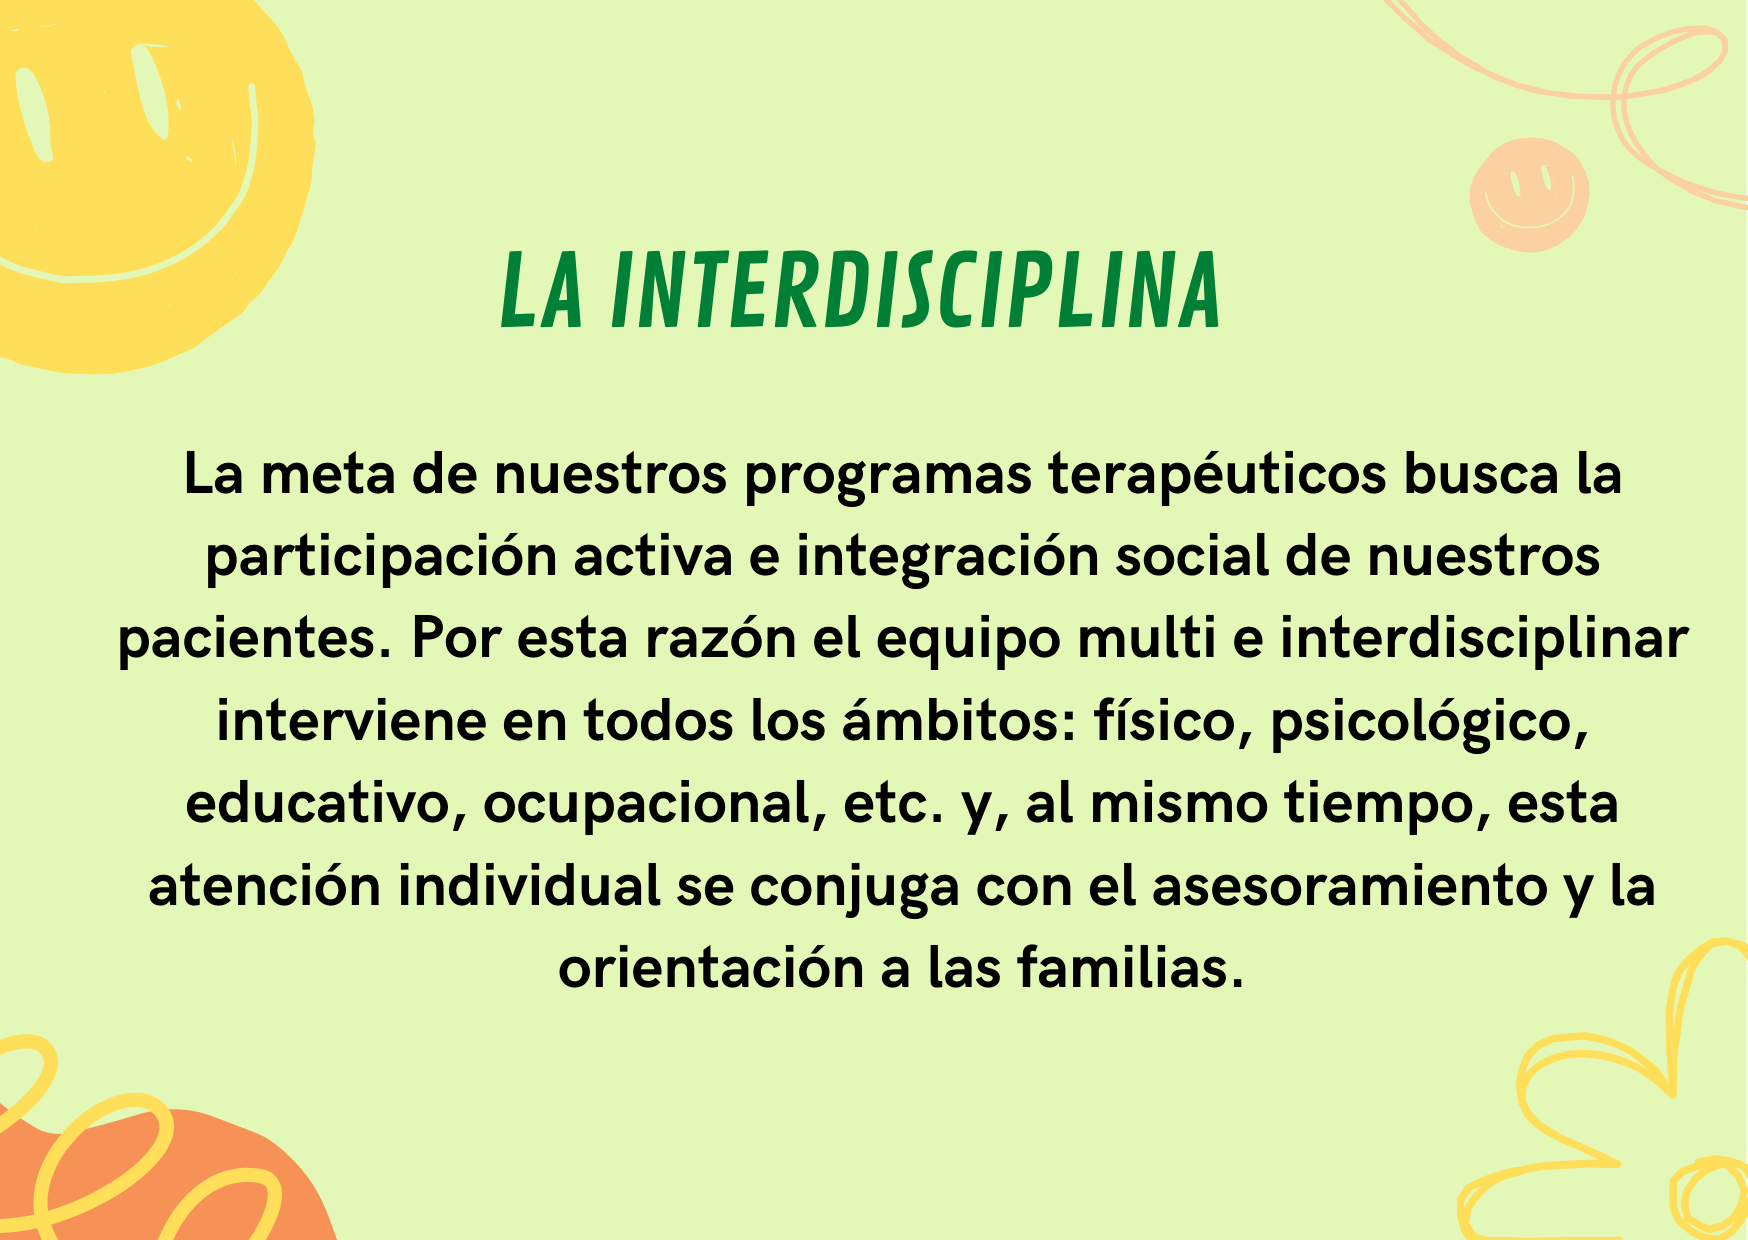 LA INTERDISCIPLINA
La meta de nuestros programas terapéuticos busca la
participación activa e integración social de nuestros
pacientes. Por esta razón el equipo multi e interdisciplinar
interviene en todos los ámbitos: físico, psicológico,
educativo, ocupacional, etc. y, al mismo tiempo, esta
atención individual se conjuga con el asesoramiento y la
orientación a las familias.